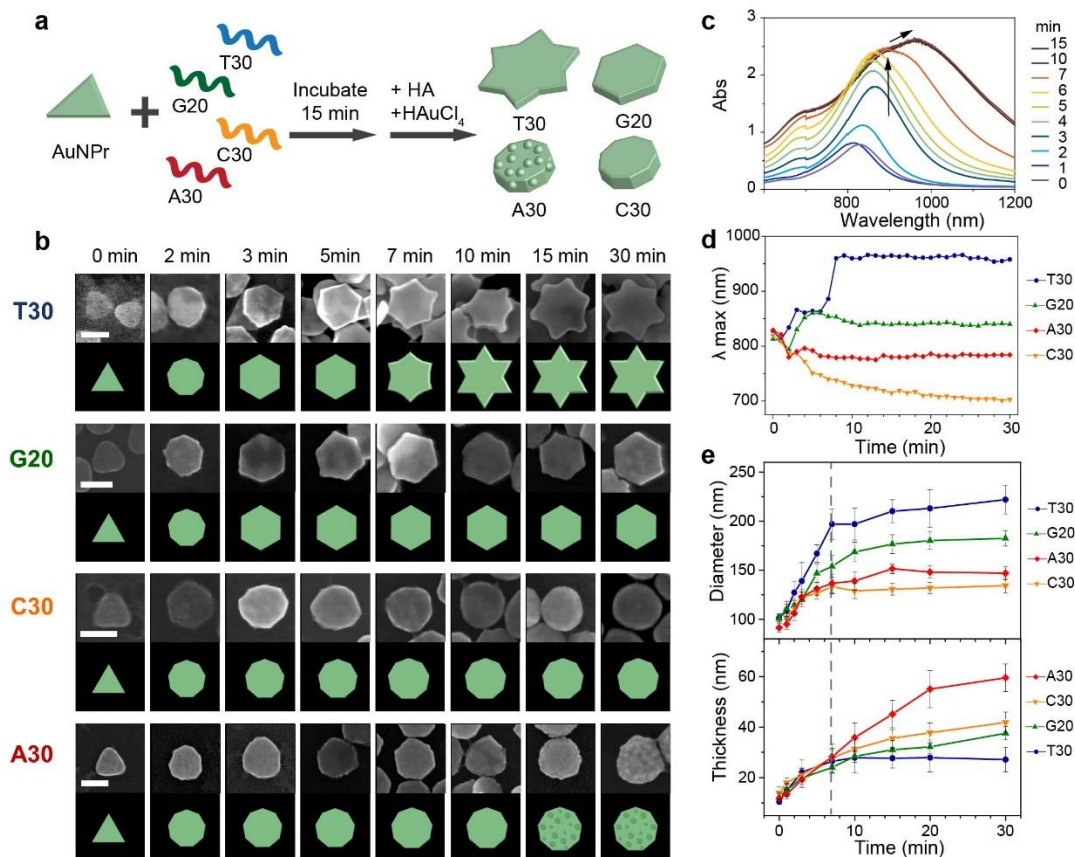 a
T30
G20
C30
A30
AuNPr
Incubate
15 min
+ HA
+HAuCl4
T30
G20
A30
C30
b
0 min 2 min 3 min 5min 7 min 10 min 15 min 30 min
T30
G20
C30
A30
c
Abs
3
2
1
0
800 1000 1200
Wavelength (nm)
min
15
10
7
6
5
4
3
2
1
0
d
λ max (nm)
1000
900
800
700
0 5 10 15 20 25 30
Time (min)
T30
G20
A30
C30
e
Diameter (nm)
250
200
150
100
T30
G20
A30
C30
Thickness (nm)
60
40
20
0 5 10 15 20 25 30
Time (min)
A30
C30
G20
T30